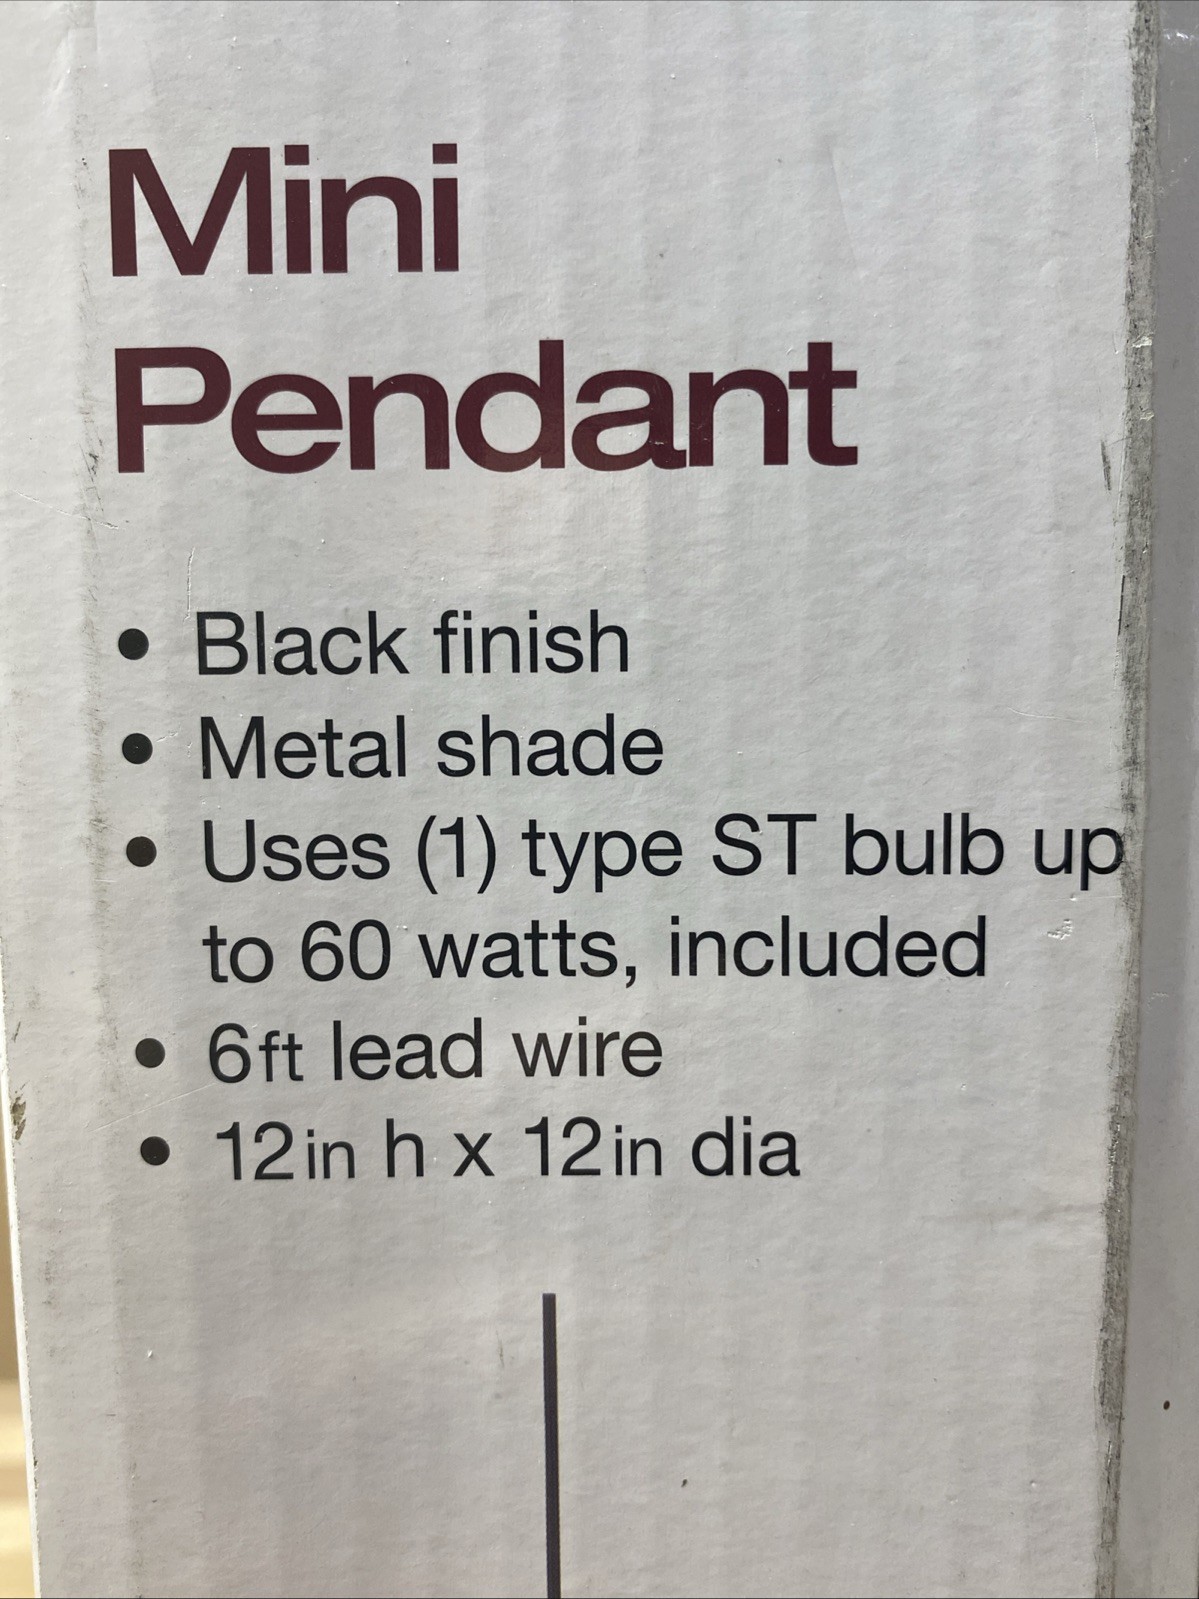 Mini
Pendant
• Black finish
• Metal shade
• Uses (1) type ST bulb up
to 60 watts, included
• 6ft lead wire
• 12in h x 12in dia